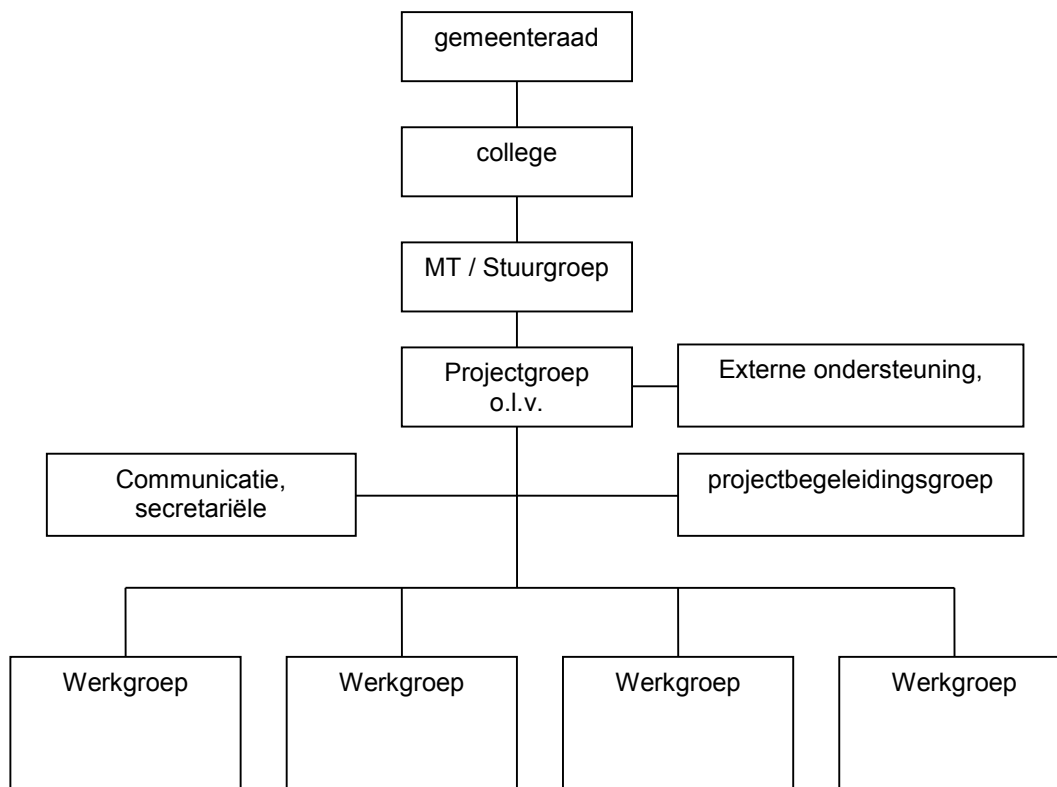 gemeenteraad
college
MT / Stuurgroep
Projectgroep
o.l.v.
Externe ondersteuning,
Communicatie,
secretariële
projectbegeleidingsgroep
Werkgroep
Werkgroep
Werkgroep
Werkgroep